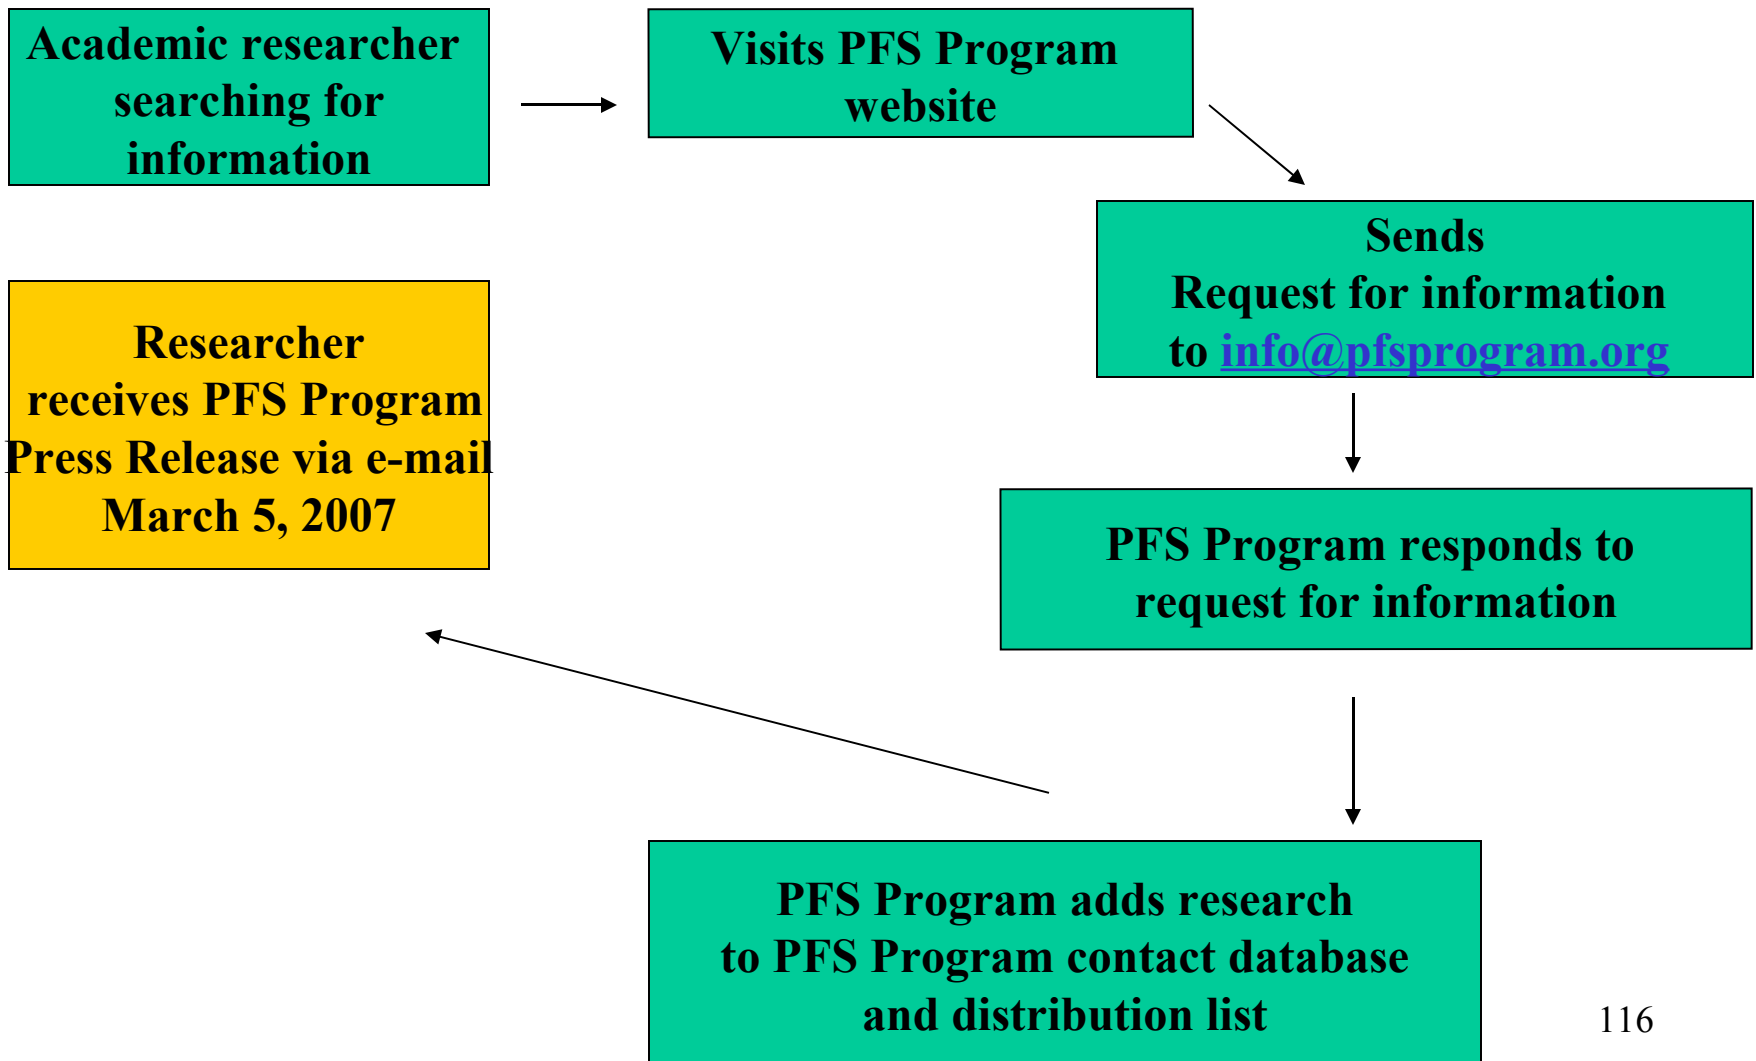 Academic researcher
searching for
information
Visits PFS Program
website
Sends
Request for information
to info@pfsprogram.org
PFS Program responds to
request for information
PFS Program adds research
to PFS Program contact database
and distribution list
Researcher
receives PFS Program
Press Release via e-mail
March 5, 2007
116